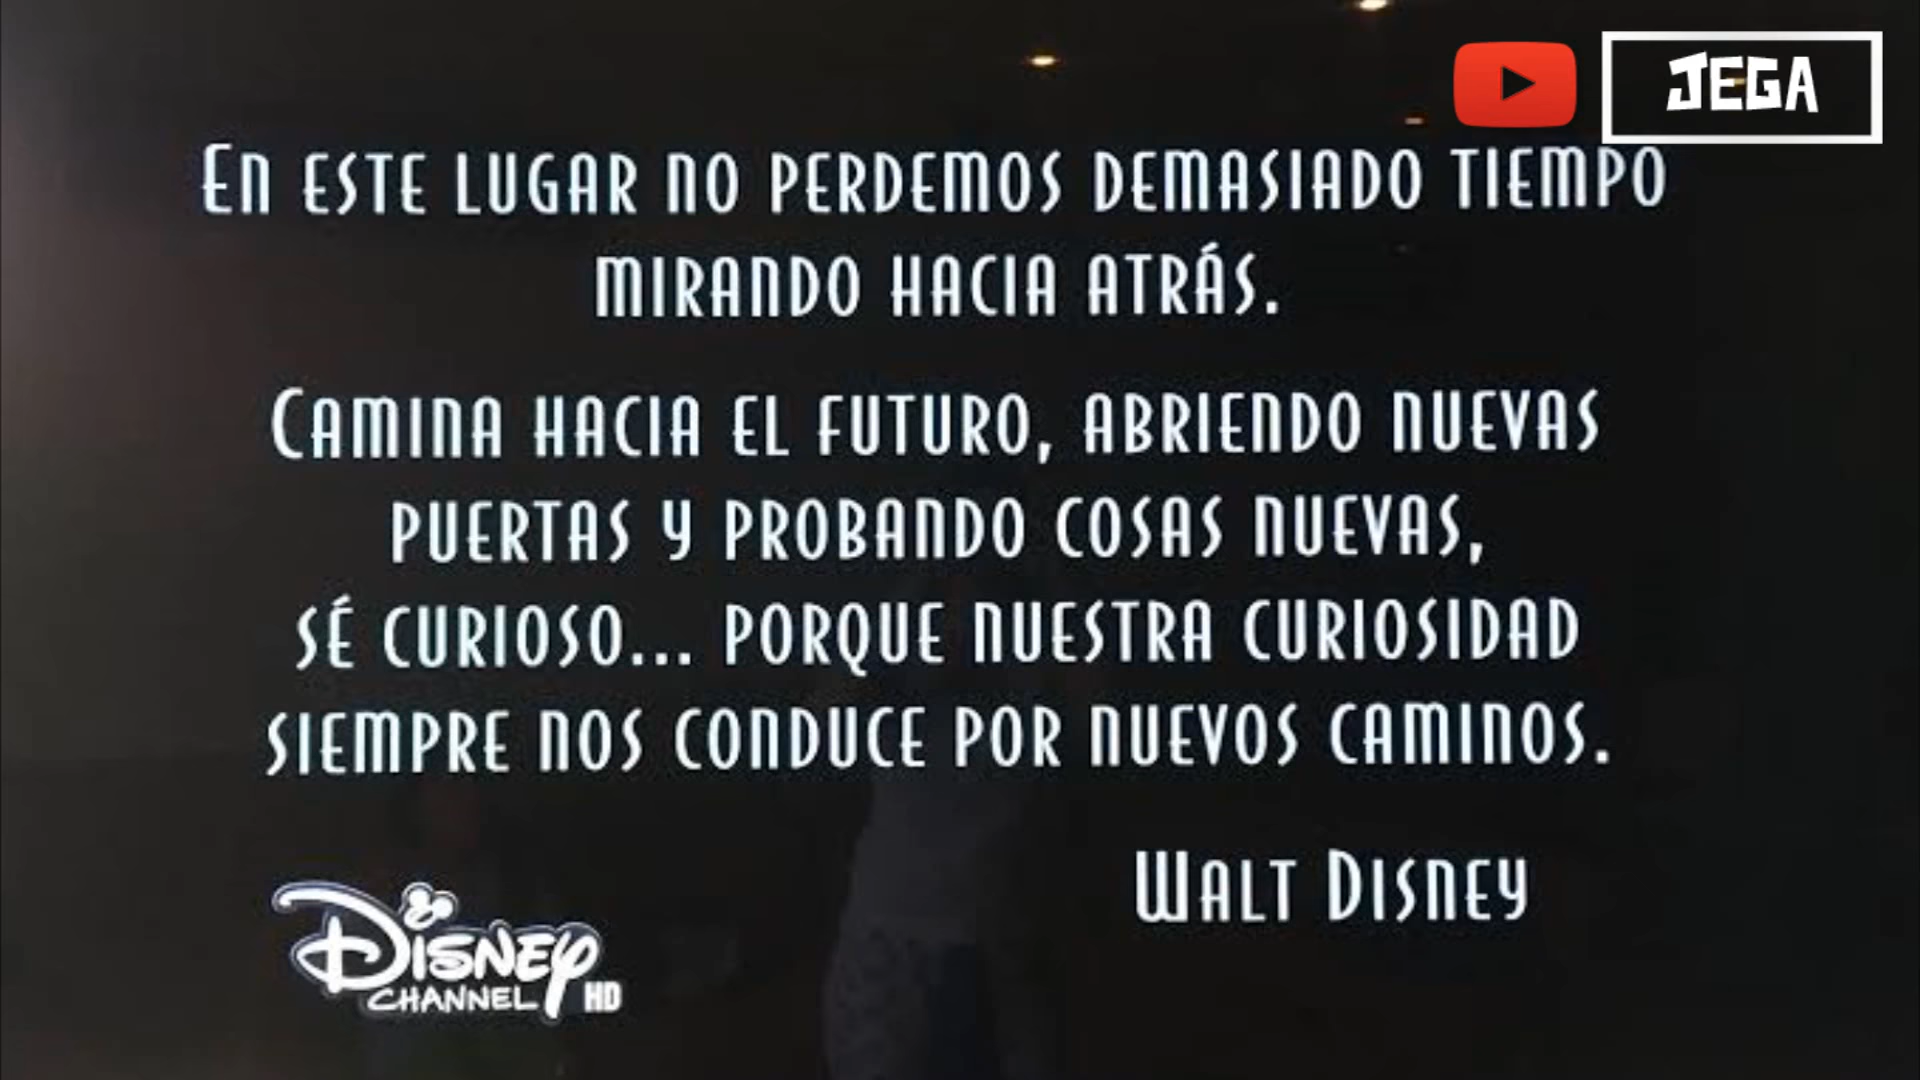 JEGA
En este lugar no perdemos demasiado tiempo
mirando hacia atrás.
Camina hacia el futuro, abriendo nuevas
puertas y probando cosas nuevas,
sé curioso... porque nuestra curiosidad
siempre nos conduce por nuevos caminos.
Walt Disney
Disney
Channel HD